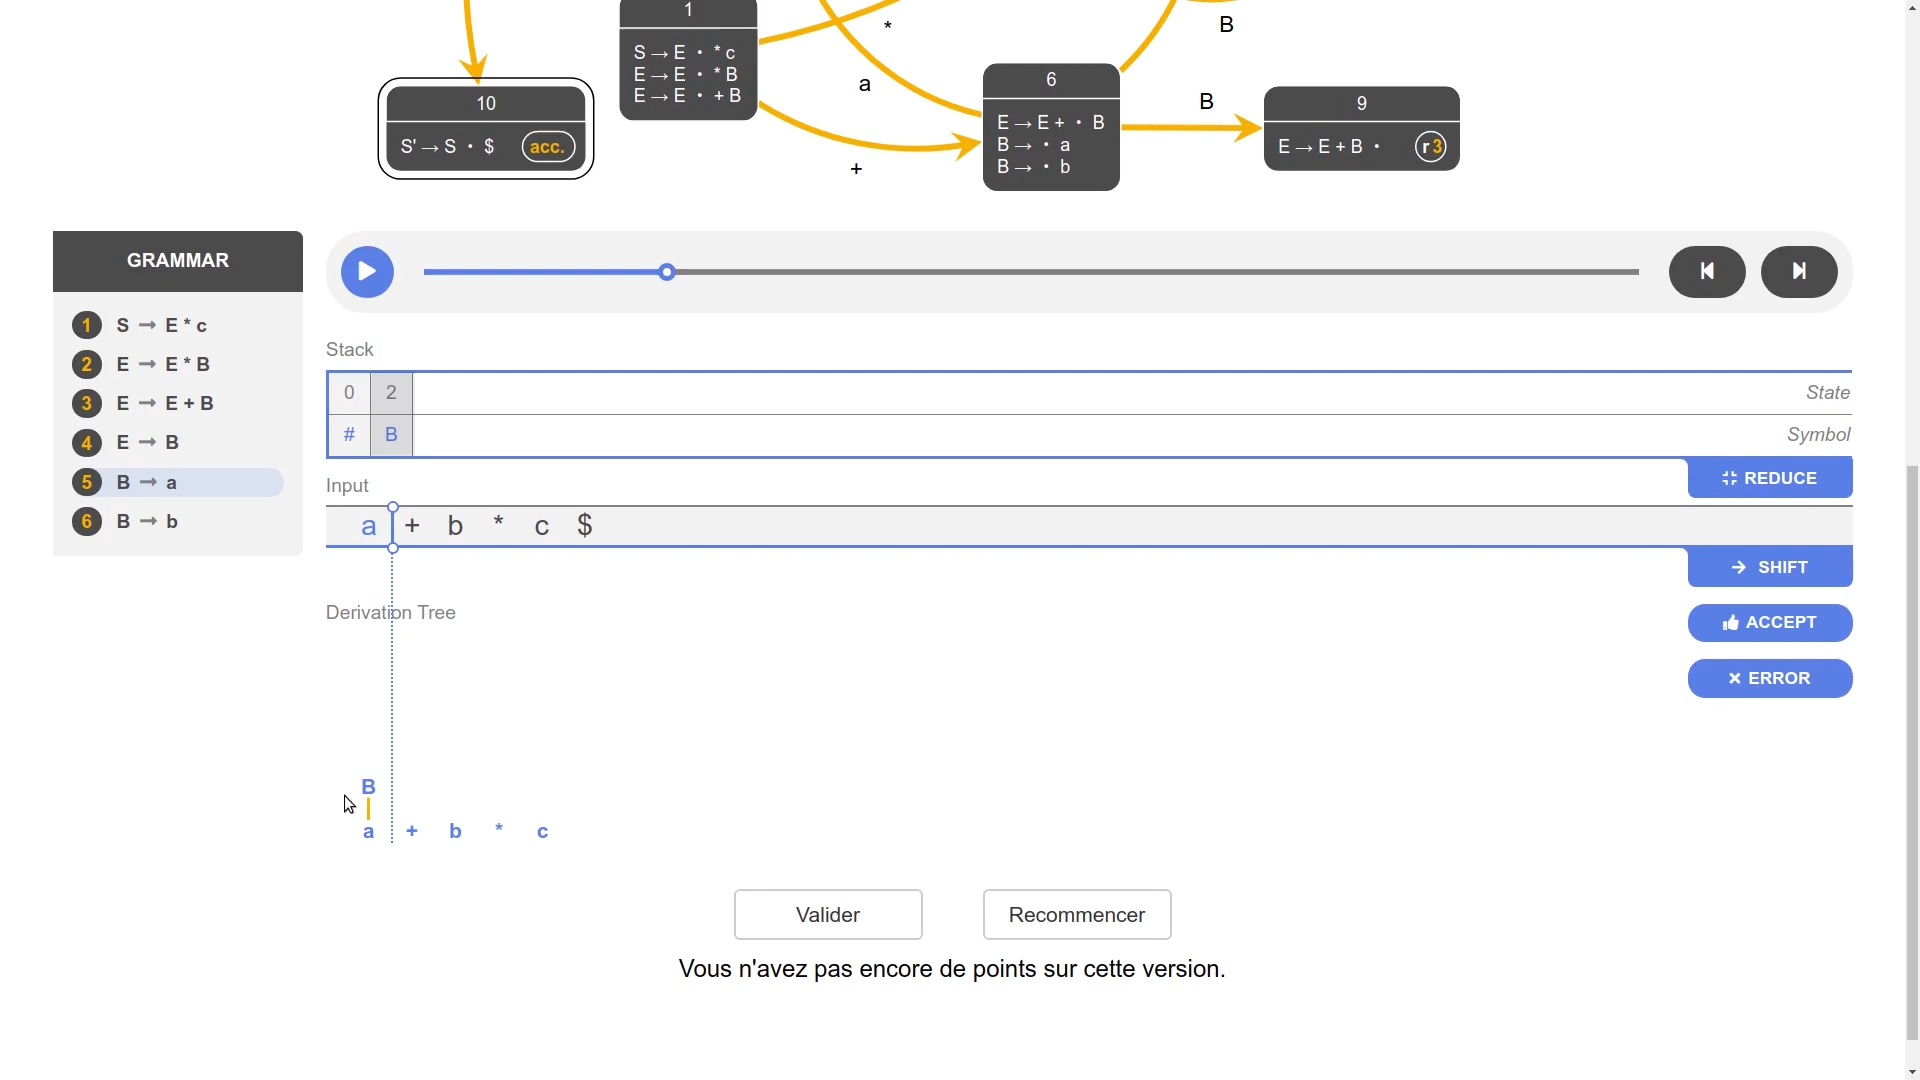 1
S → E · * c
E → E · * B
E → E · + B
*
a
+
B
B
6
E → E + · B
B → · a
B → · b
9
E → E + B ·
r 3
10
S' → S · $
acc.
GRAMMAR
1 S → E * c
2 E → E * B
3 E → E + B
4 E → B
5 B → a
6 B → b
Stack
0 2
State
# B
Symbol
REDUCE
Input
a + b * c $
SHIFT
Derivation Tree
ACCEPT
ERROR
B
a + b * c
Valider
Recommencer
Vous n'avez pas encore de points sur cette version.